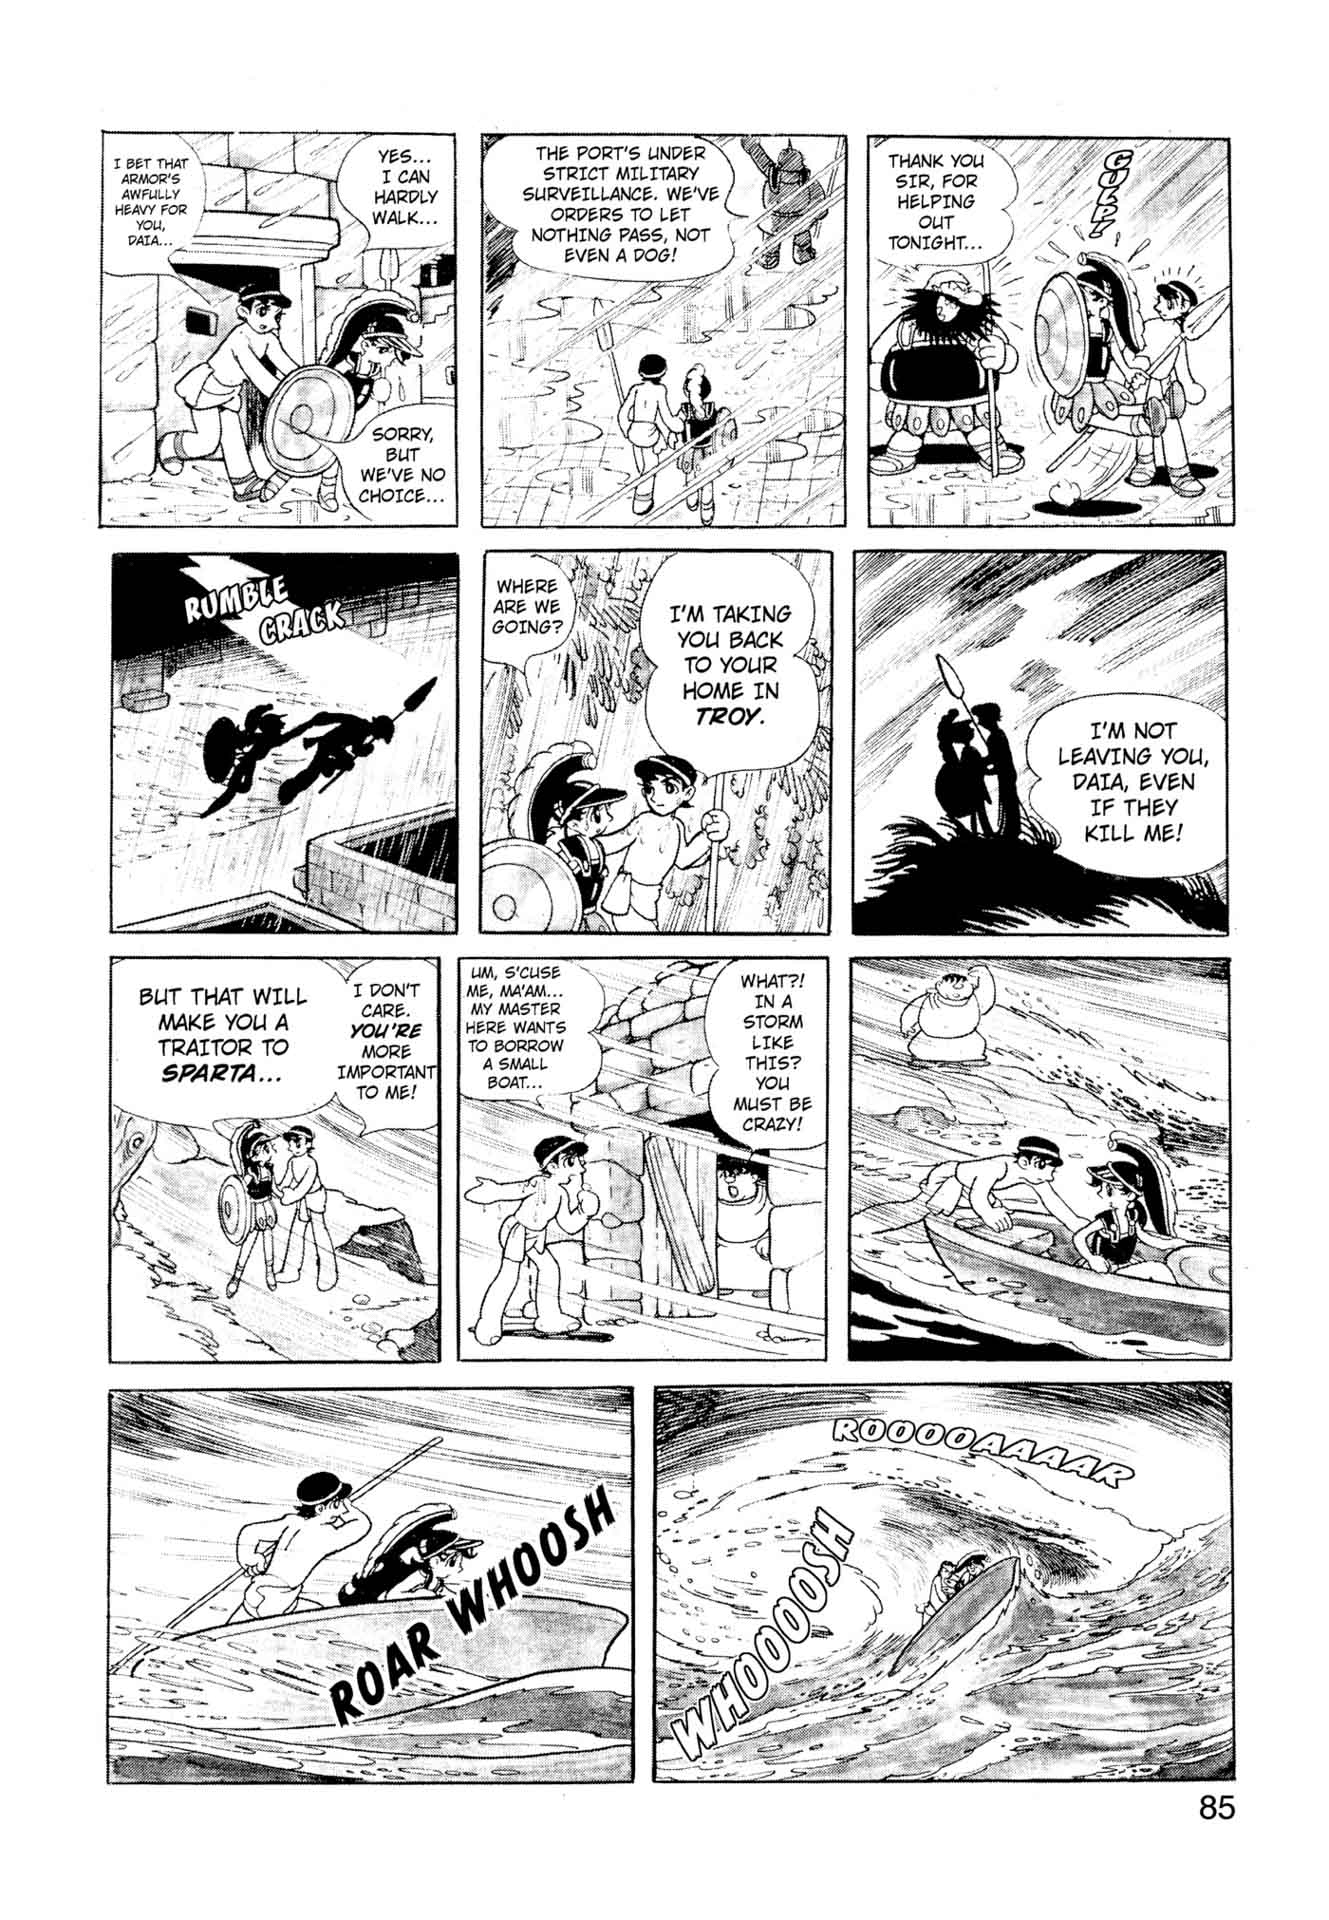 I BET THAT
ARMOR'S
AWFULLY
HEAVY FOR
YOU,
DAIA...
YES...
I CAN
HARDLY
WALK...
SORRY,
BUT
WE'VE NO
CHOICE...
THE PORT'S UNDER
STRICT MILITARY
SURVEILLANCE. WE'VE
ORDERS TO LET
NOTHING PASS, NOT
EVEN A DOG!
THANK YOU
SIR, FOR
HELPING
OUT
TONIGHT...
GULP!
RUMBLE
CRACK
WHERE
ARE WE
GOING?
I'M TAKING
YOU BACK
TO YOUR
HOME IN
TROY.
I'M NOT
LEAVING YOU,
DAIA, EVEN
IF THEY
KILL ME!
BUT THAT WILL
MAKE YOU A
TRAITOR TO
SPARTA...
I DON'T
CARE.
YOU'RE
MORE
IMPORTANT
TO ME!
UM, S'CUSE
ME, MA'AM...
MY MASTER
HERE WANTS
TO BORROW
A SMALL
BOAT...
WHAT?!
IN A
STORM
LIKE
THIS?
YOU
MUST BE
CRAZY!
ROAR WHOOSH
ROOOOAAAAR
WHOOOOOSH
85